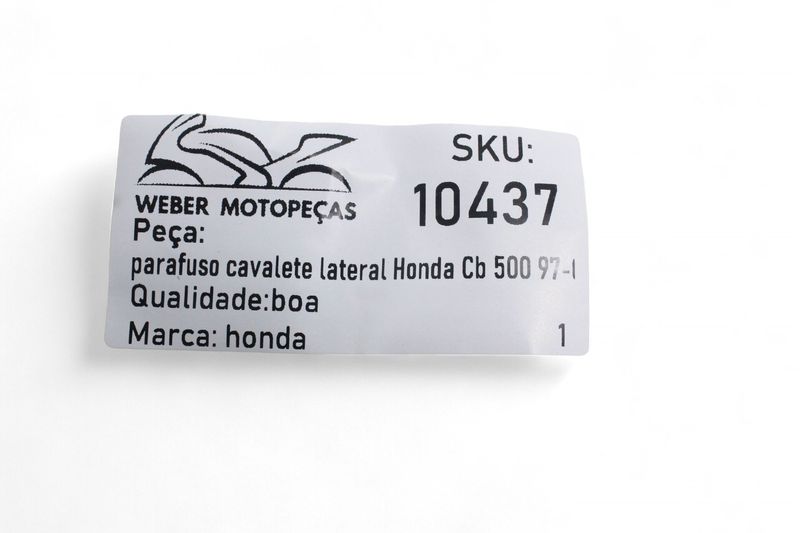 SKU:
10437
WEBER MOTOPEÇAS
Peça:
parafuso cavalete lateral Honda Cb 500 97-
Qualidade:boa
Marca: honda 1